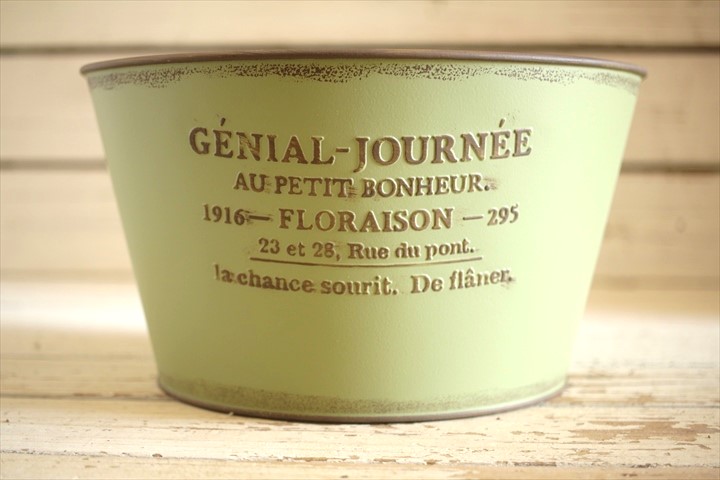 GÉNIAL-JOURNÉE
AU PETIT BONHEUR.
1916 — FLORAISON — 295
23 et 28, Rue du pont.
la chance sourit. De flâner.